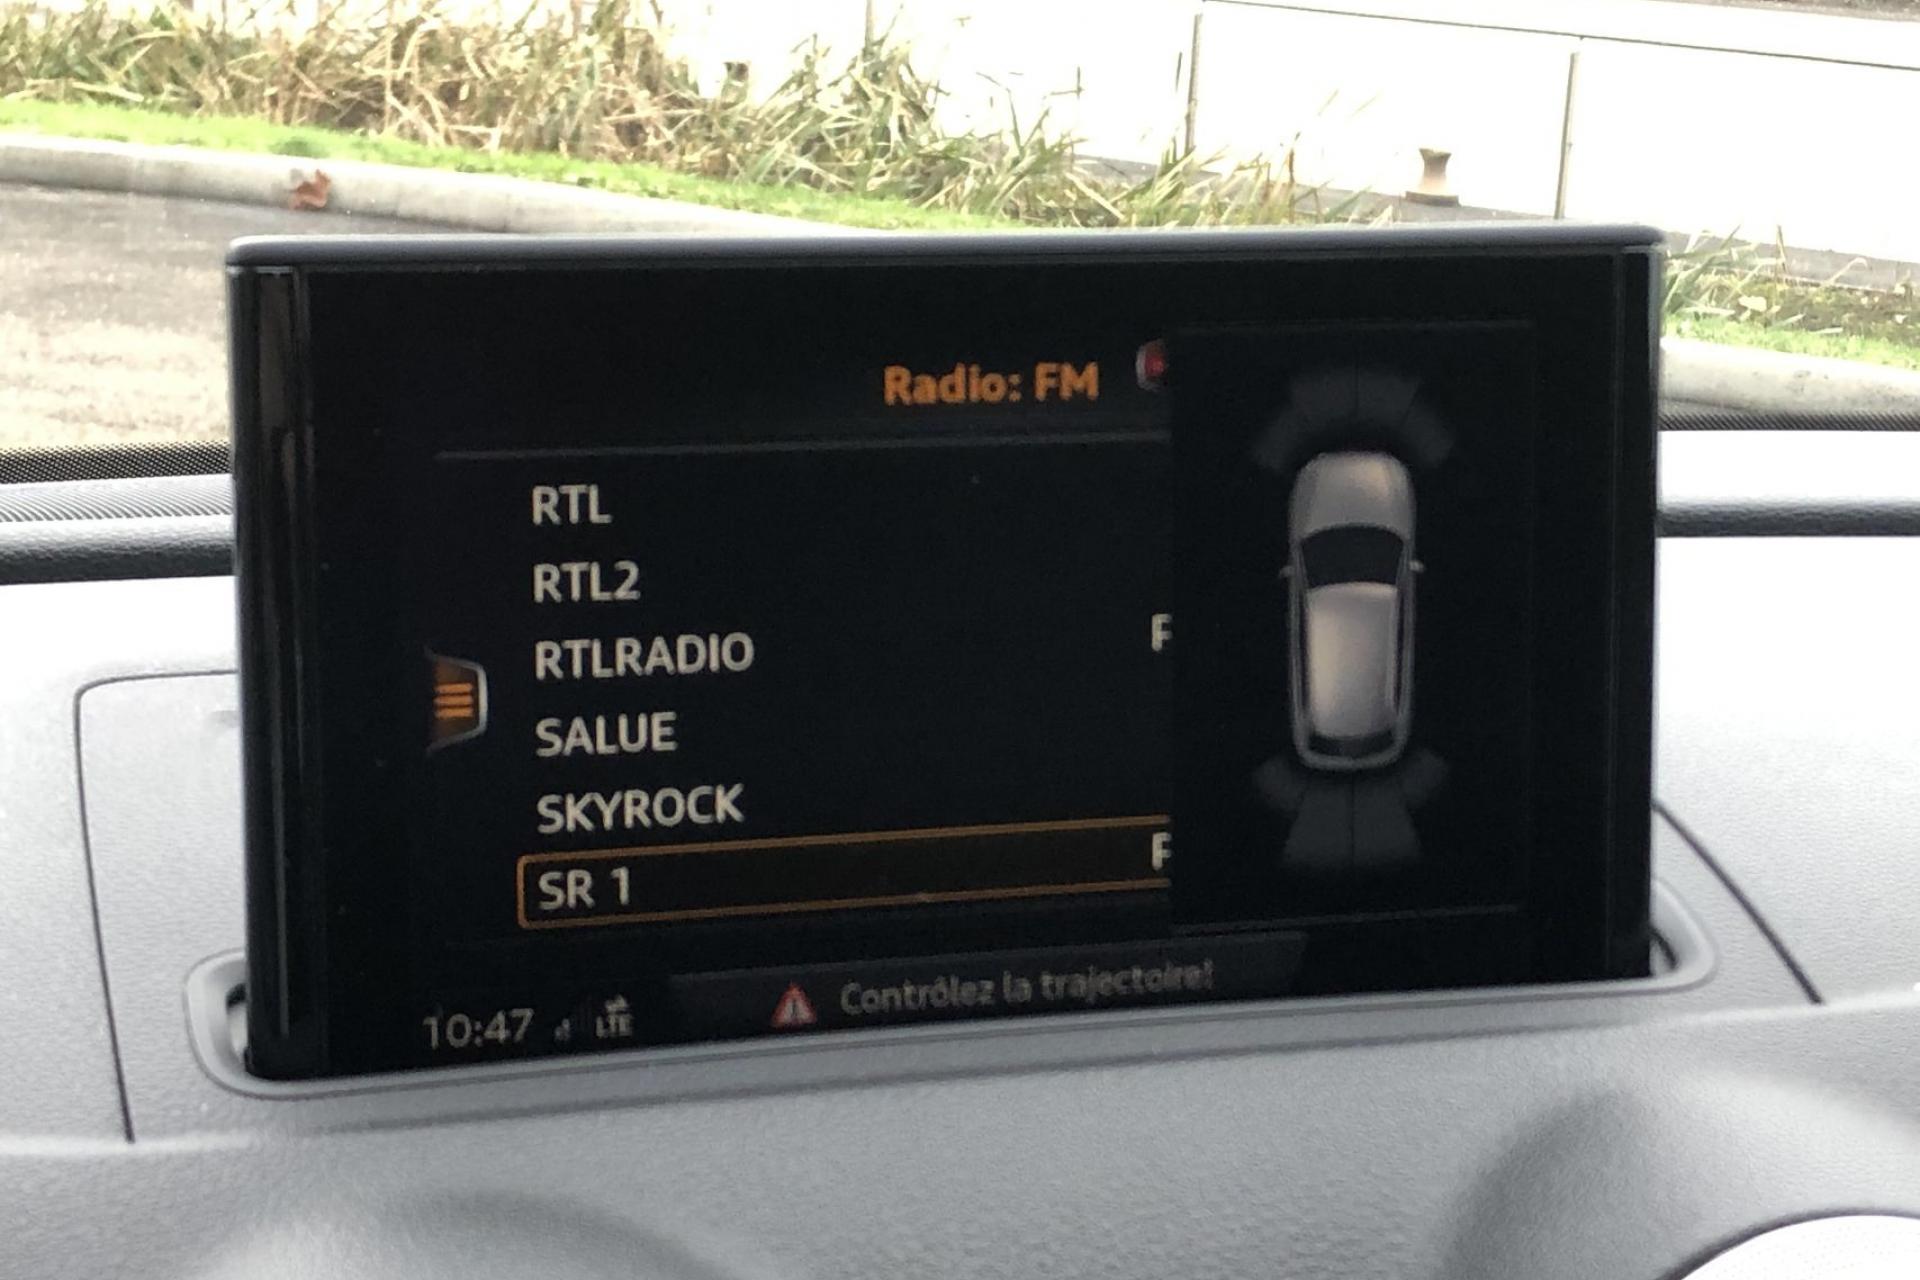 Radio: FM
RTL
RTL2
RTLRADIO
SALUE
SKYROCK
SR 1
Contrôlez la trajectoire!
10:47 LTE